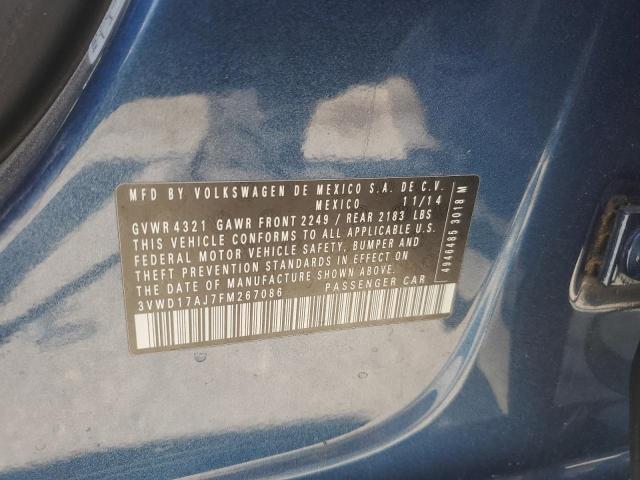 MFD BY VOLKSWAGEN DE MEXICO S.A. DE C.V.
MEXICO 11/14
GVWR 4321 GAWR FRONT 2249 / REAR 2183 LBS
THIS VEHICLE CONFORMS TO ALL APPLICABLE U.S.
FEDERAL MOTOR VEHICLE SAFETY, BUMPER AND
THEFT PREVENTION STANDARDS IN EFFECT ON
THE DATE OF MANUFACTURE SHOWN ABOVE.
3VWD17AJ7FM267086 PASSENGER CAR
4946485 3018 M